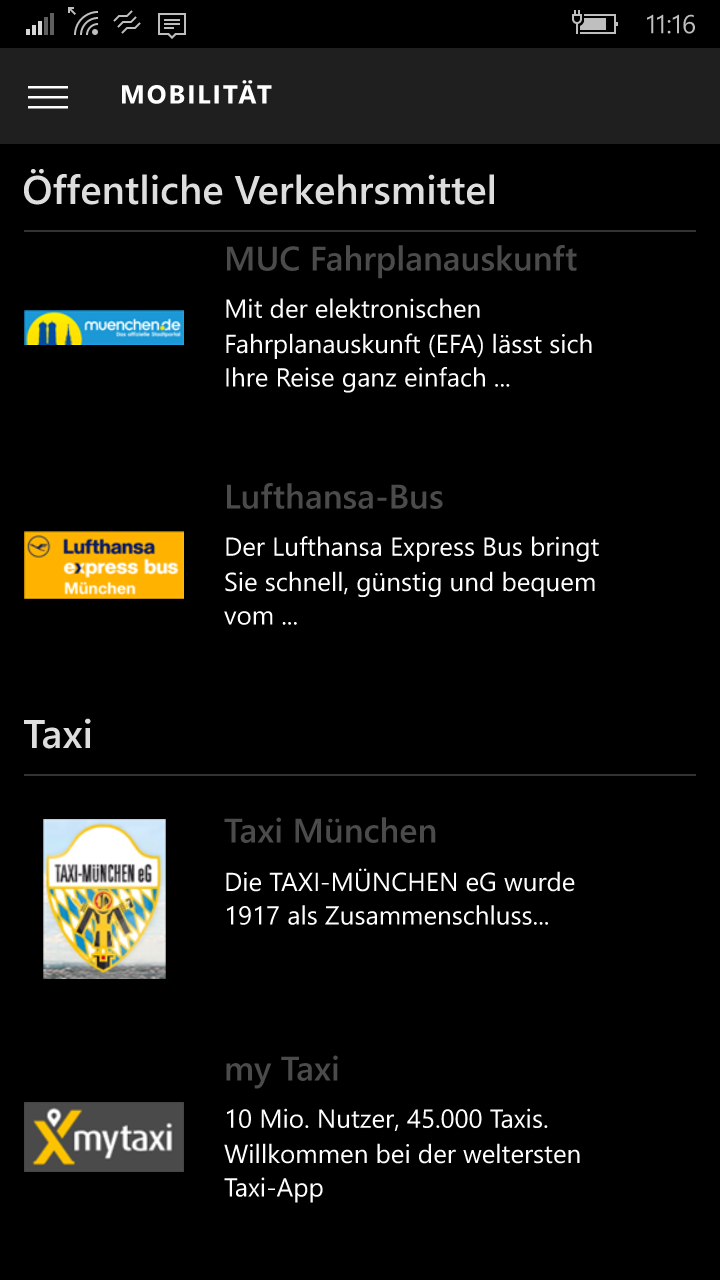 11:16
MOBILITÄT
Öffentliche Verkehrsmittel
MUC Fahrplanauskunft
muenchen.de
Das offizielle Stadtportal
Mit der elektronischen
Fahrplanauskunft (EFA) lässt sich
Ihre Reise ganz einfach ...
Lufthansa-Bus
Lufthansa
express bus
München
Der Lufthansa Express Bus bringt
Sie schnell, günstig und bequem
vom ...
Taxi
Taxi München
TAXI-MÜNCHEN eG
Die TAXI-MÜNCHEN eG wurde
1917 als Zusammenschluss...
my Taxi
mytaxi
10 Mio. Nutzer, 45.000 Taxis.
Willkommen bei der weltersten
Taxi-App